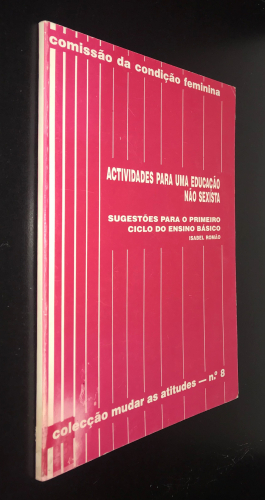 comissão da condição feminina
ACTIVIDADES PARA UMA EDUCAÇÃO
NÃO SEXISTA
SUGESTÕES PARA O PRIMEIRO
CICLO DO ENSINO BÁSICO
ISABEL ROMÃO
colecção mudar as atitudes — n.º 8